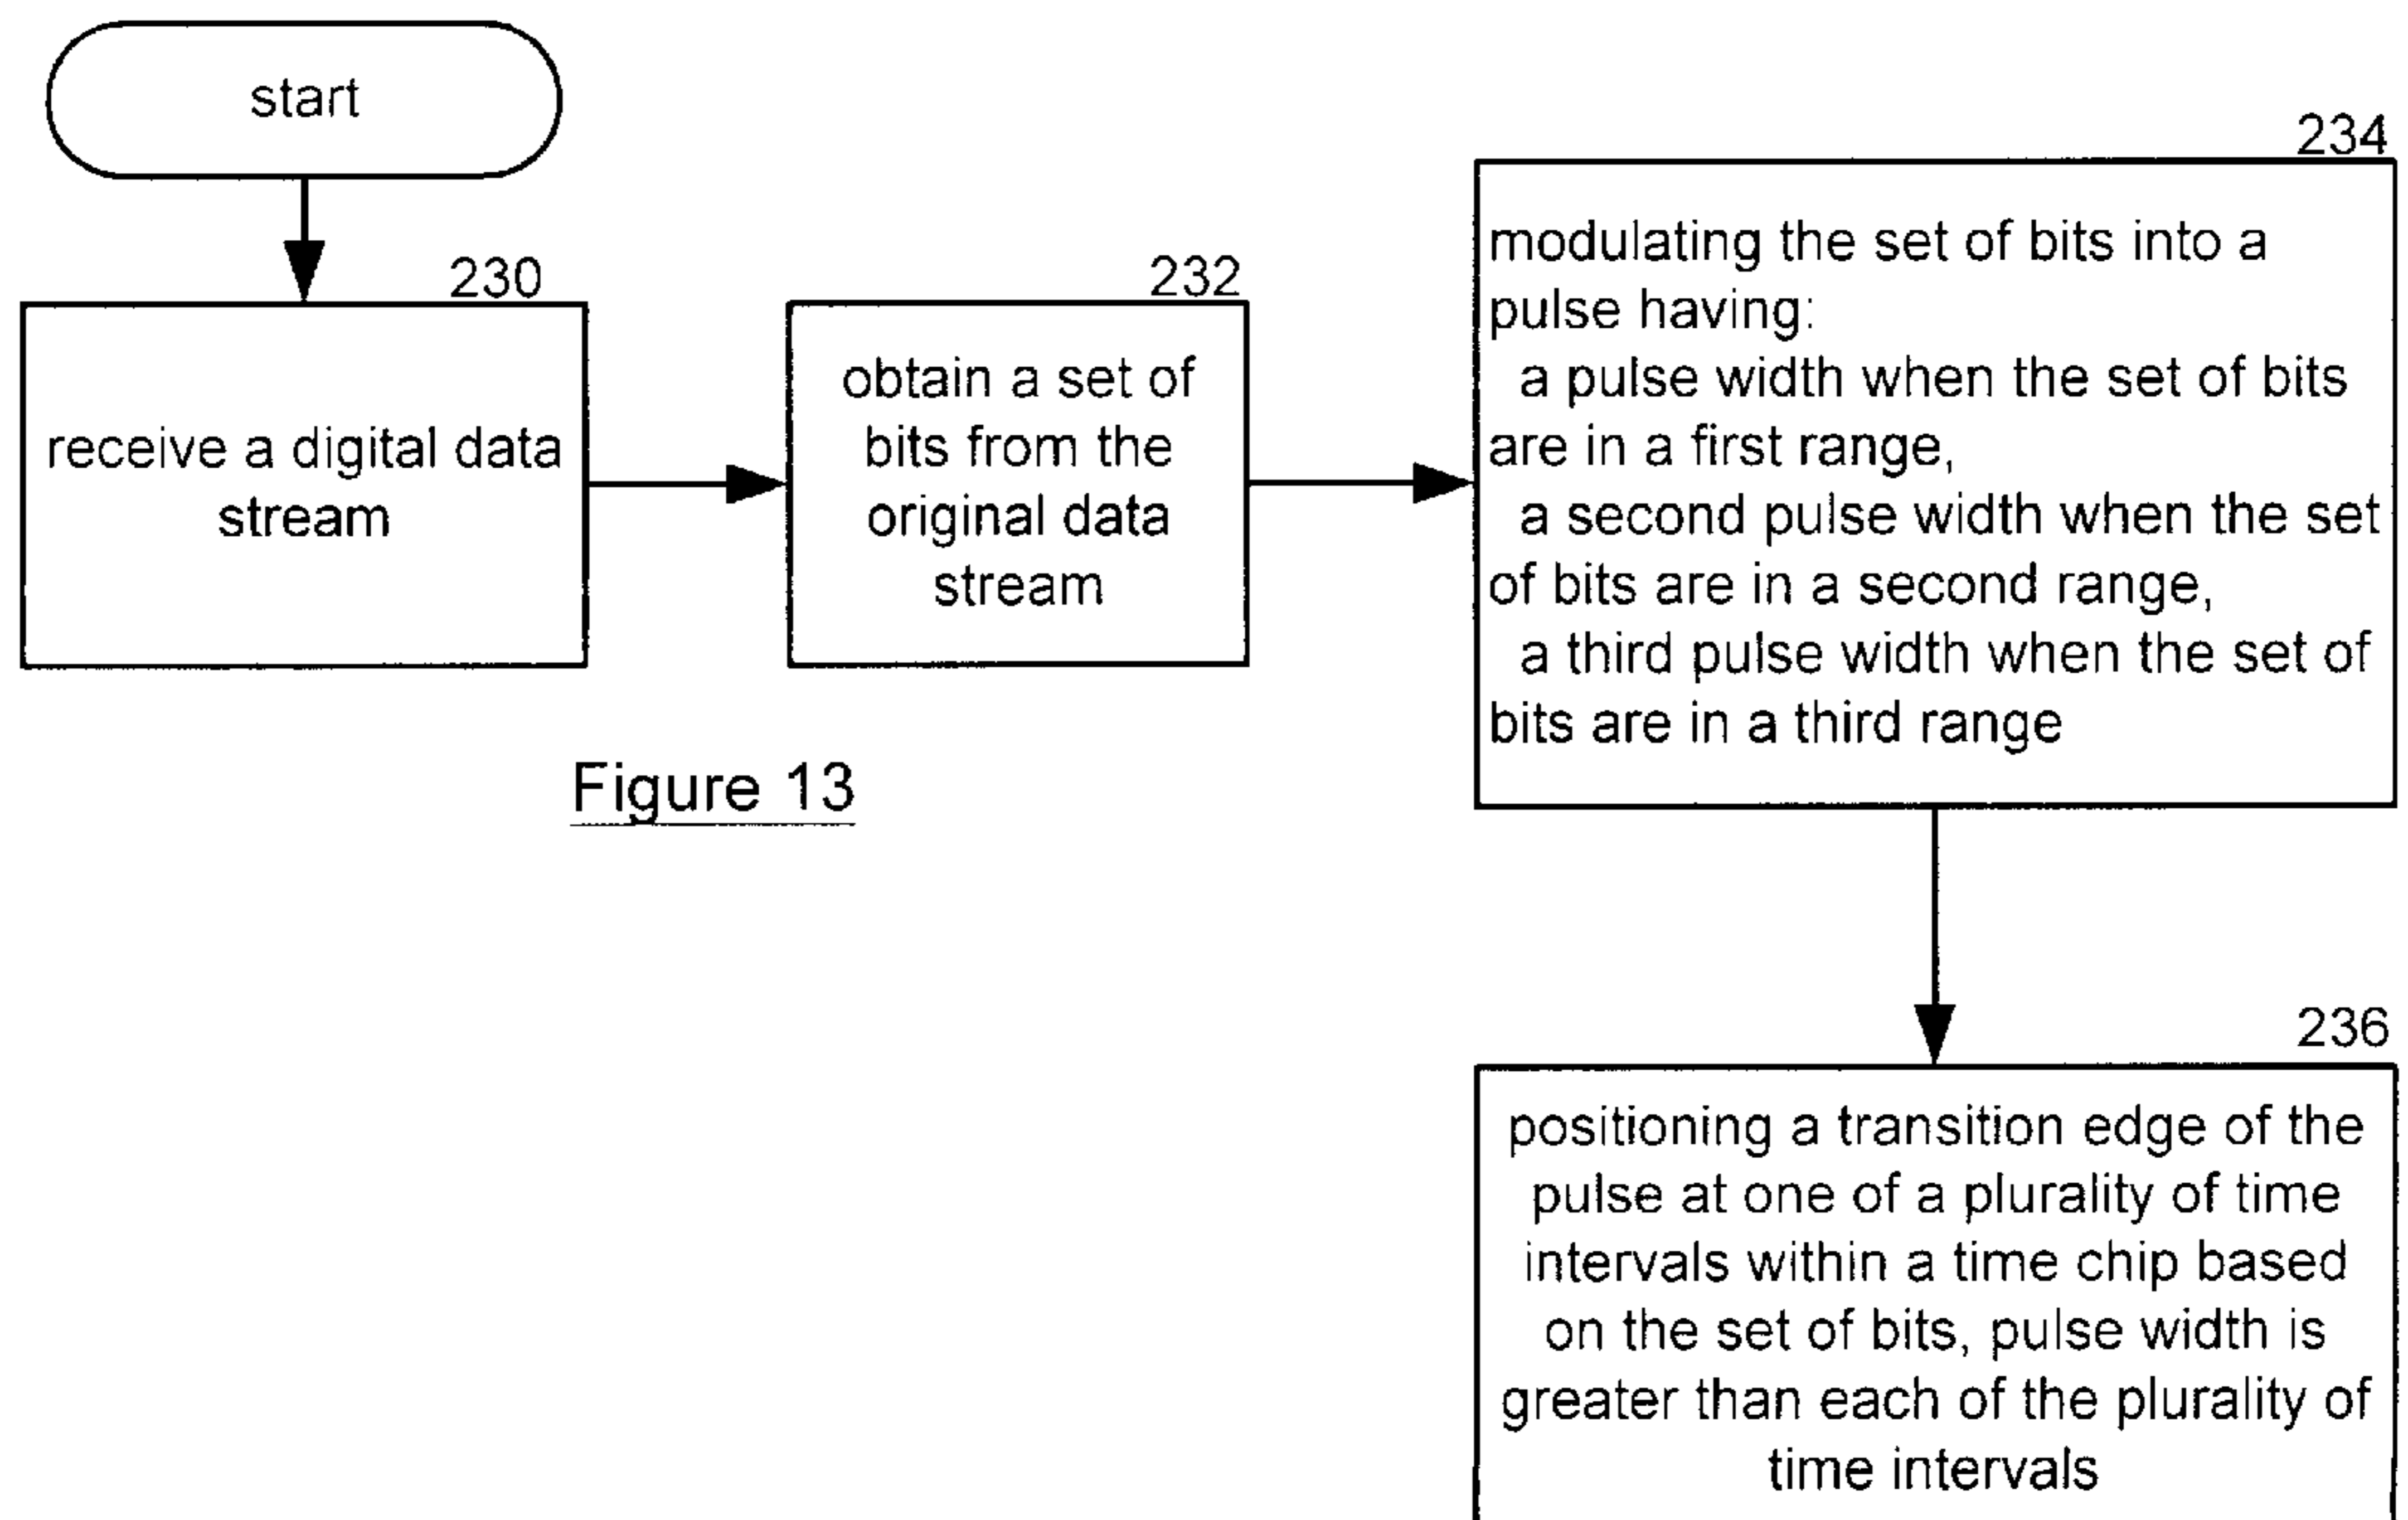 start
230
receive a digital data
stream
232
obtain a set of
bits from the
original data
stream
234
modulating the set of bits into a
pulse having:
a pulse width when the set of bits
are in a first range,
a second pulse width when the set
of bits are in a second range,
a third pulse width when the set of
bits are in a third range
Figure 13
236
positioning a transition edge of the
pulse at one of a plurality of time
intervals within a time chip based
on the set of bits, pulse width is
greater than each of the plurality of
time intervals